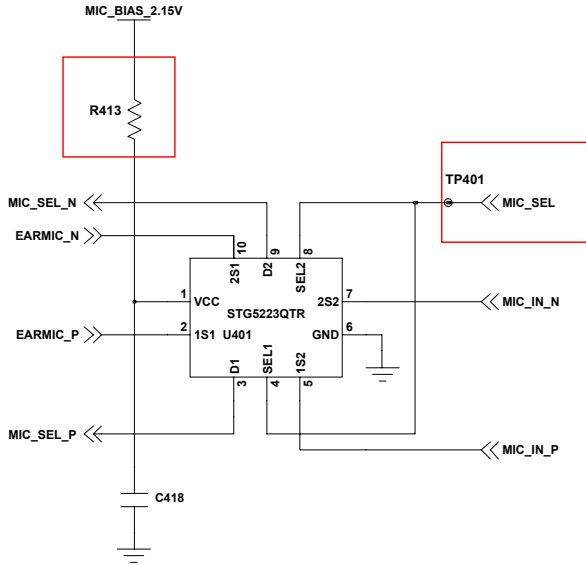 MIC_BIAS_2.15V
R413
TP401
MIC_SEL_N
MIC_SEL
EARMIC_N
10
9
8
2S1
D2
SEL2
1
VCC
2S2
7
MIC_IN_N
STG5223QTR
EARMIC_P
2
1S1
U401
GND
6
D1
SEL1
1S2
3
4
5
MIC_SEL_P
MIC_IN_P
C418